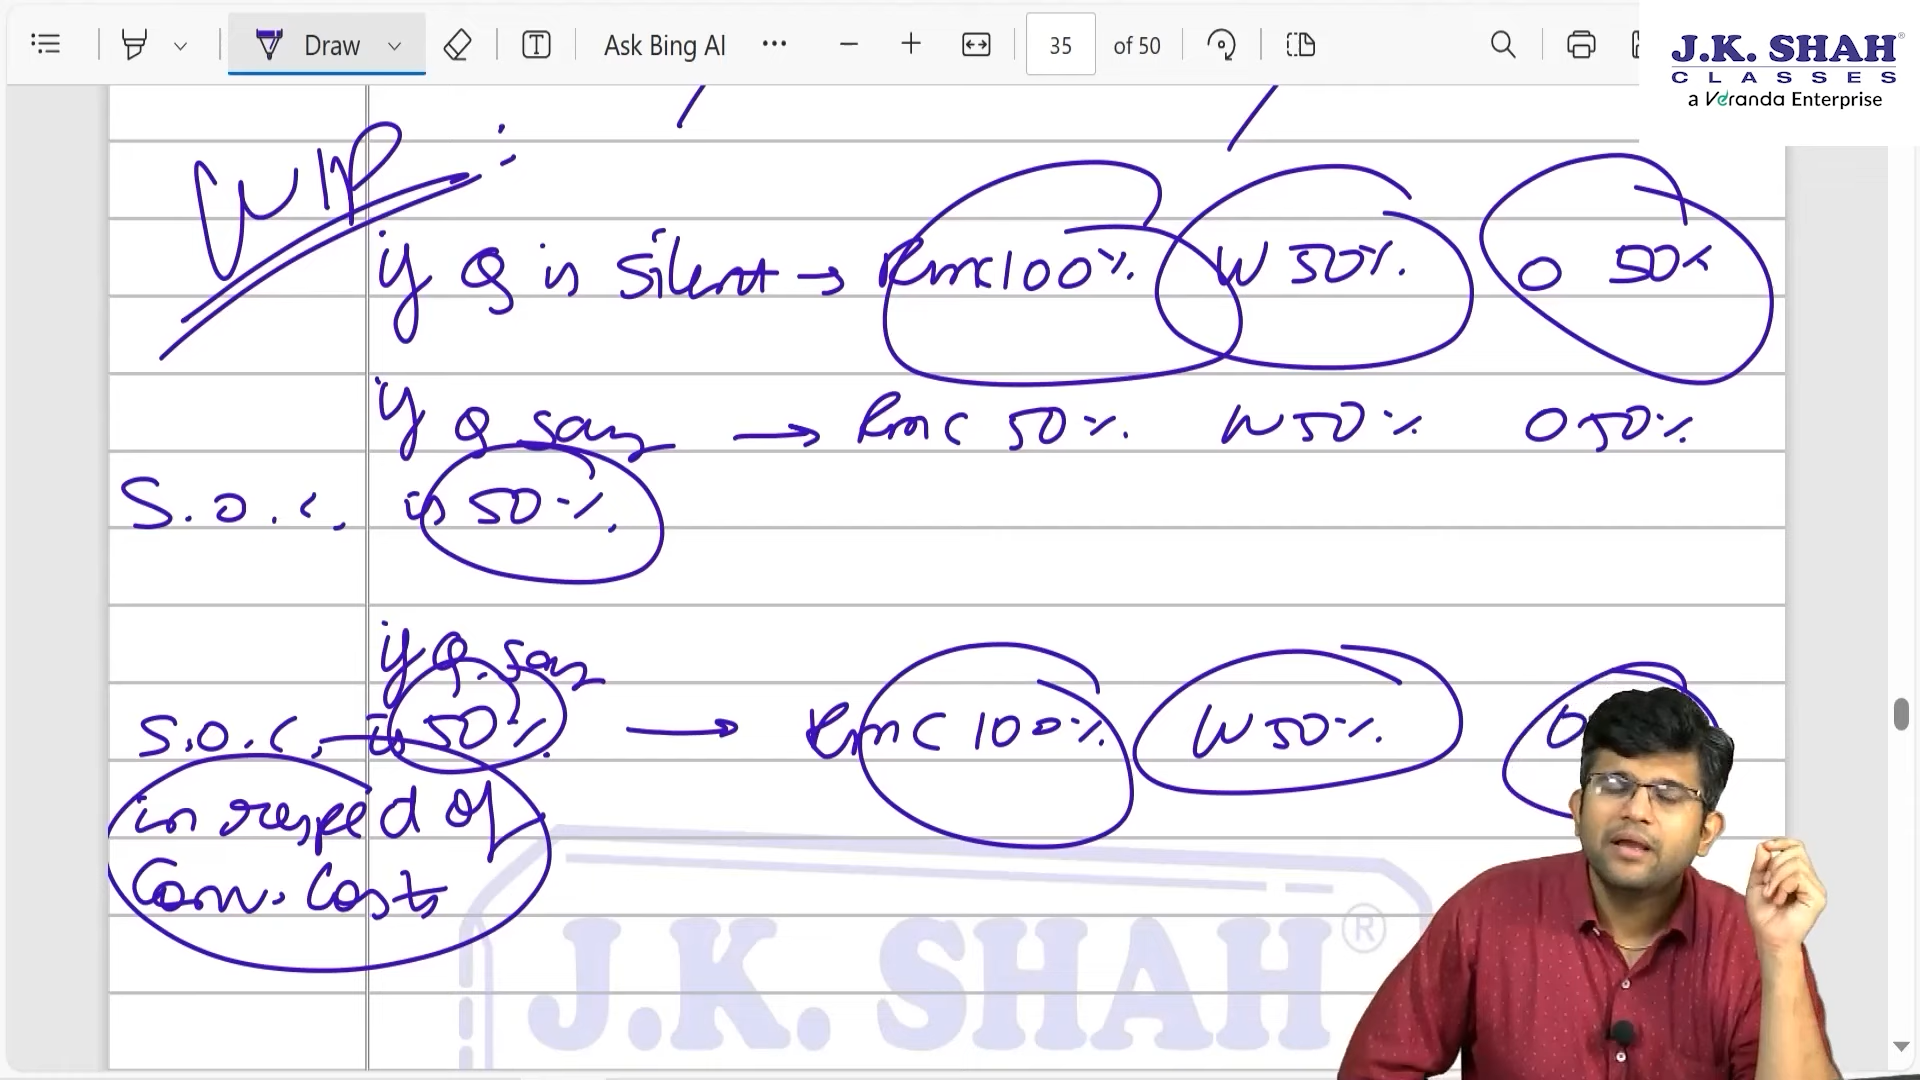 Draw
Ask Bing AI
35 of 50
J.K. SHAH®
CLASSES
a Veranda Enterprise
WIP :
if Q is silent → RMC 100% W 50% O 50%
if Q says → RMC 50% W 50% O 50%
S.O.C. is 50%
if Q. says
S.O.C. is 50% → RMC 100% W 50% O
in respect of
Conv. Costs
J.K. SHAH®